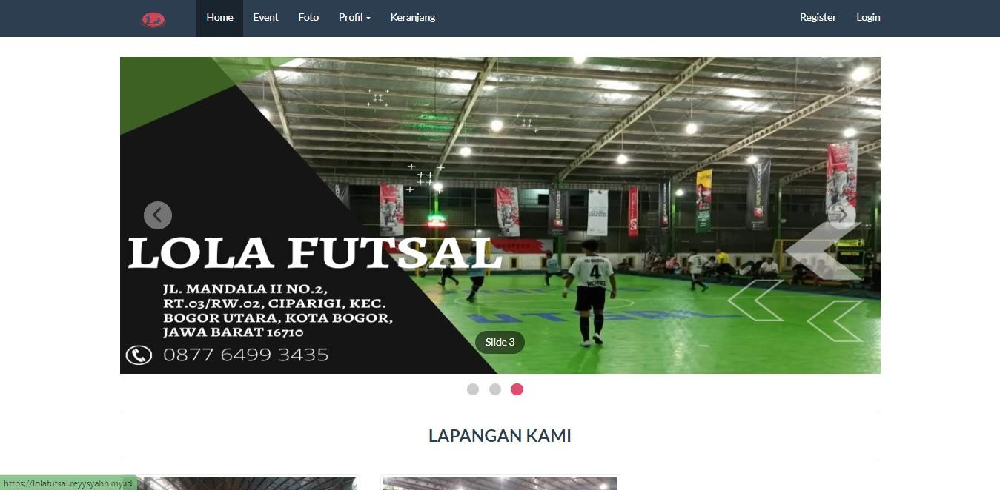 Home
Event
Foto
Profil
Keranjang
Register
Login
LOLA FUTSAL
JL. MANDALA II NO.2,
RT.03/RW.02, CIPARIGI, KEC.
BOGOR UTARA, KOTA BOGOR,
JAWA BARAT 16710
0877 6499 3435
RESPECT
4
Slide 3
LAPANGAN KAMI
https://lolafutsal.reyysyahh.my.id